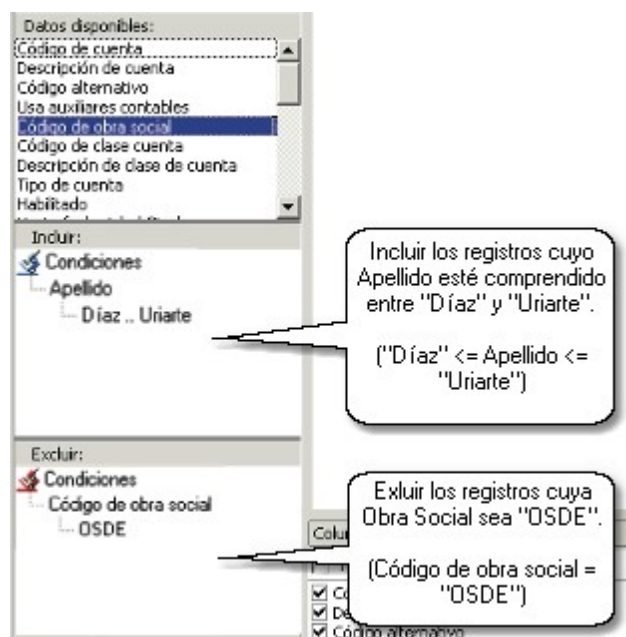 Datos disponibles:
Código de cuenta
Descripción de cuenta
Código alternativo
Usa auxiliares contables
Código de obra social
Código de clase cuenta
Descripción de clase de cuenta
Tipo de cuenta
Habilitado
Incluir:
Condiciones
Apellido
Díaz .. Uriarte
Incluir los registros cuyo
Apellido esté comprendido
entre "Díaz" y "Uriarte".
("Díaz" <= Apellido <=
"Uriarte")
Excluir:
Condiciones
Código de obra social
OSDE
Exluir los registros cuya
Obra Social sea "OSDE".
(Código de obra social =
"OSDE")
Colu
Có
De
Código alternativo